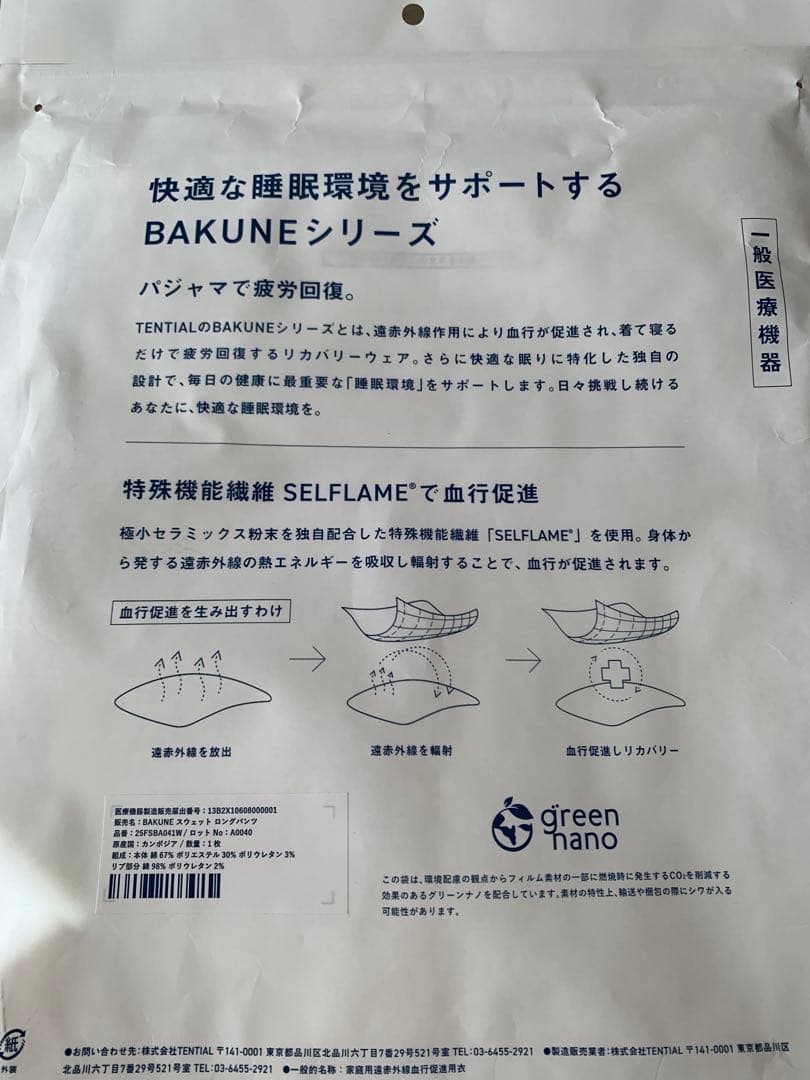 快適な睡眠環境をサポートする
BAKUNEシリーズ
一般医療機器
パジャマで疲労回復。
TENTIALのBAKUNEシリーズとは、遠赤外線作用により血行が促進され、着て寝る
だけで疲労回復するリカバリーウェア。さらに快適な眠りに特化した独自の
設計で、毎日の健康に最重要な「睡眠環境」をサポートします。日々挑戦し続ける
あなたに、快適な睡眠環境を。
特殊機能繊維 SELFLAME®で血行促進
極小セラミックス粉末を独自配合した特殊機能繊維「SELFLAME®」を使用。身体か
ら発する遠赤外線の熱エネルギーを吸収し輻射することで、血行が促進されます。
血行促進を生み出すわけ
遠赤外線を放出
遠赤外線を輻射
血行促進しリカバリー
医療機器製造販売届出番号：13B2X10608000001
販売名：BAKUNE スウェット ロングパンツ
品番：25FSBA041W / ロット No：A0040
原産国：カンボジア / 数量：1 枚
組成：本体 綿 67% ポリエステル 30% ポリウレタン 3%
リブ部分 綿 98% ポリウレタン 2%
green
nano
この袋は、環境配慮の観点からフィルム素材の一部に燃焼時に発生するCO₂を削減する
効果のあるグリーンナノを配合しています。素材の特性上、輸送や梱包の際にシワが入る
可能性があります。
紙
外装
●お問い合わせ先：株式会社TENTIAL 〒141-0001 東京都品川区北品川六丁目7番29号521号室 TEL:03-6455-2921 ●製造販売業者：株式会社TENTIAL 〒141-0001 東京都品川区
北品川六丁目7番29号521号室 TEL:03-6455-2921 ●一般的名称：家庭用遠赤外線血行促進用衣